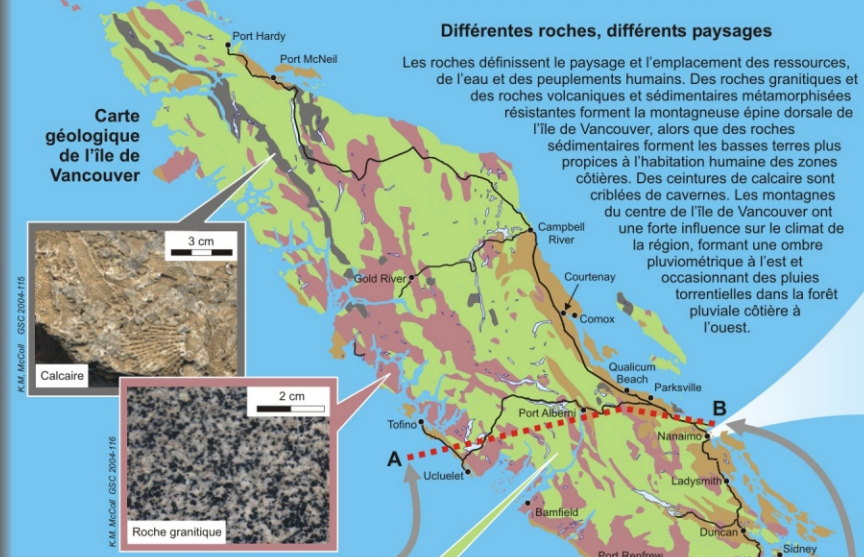 Différentes roches, différents paysages
Les roches définissent le paysage et l'emplacement des ressources,
de l'eau et des peuplements humains. Des roches granitiques et
des roches volcaniques et sédimentaires métamorphisées
résistantes forment la montagneuse épine dorsale de
l'île de Vancouver, alors que des roches
sédimentaires forment les basses terres plus
propices à l'habitation humaine des zones
côtières. Des ceintures de calcaire sont
criblées de cavernes. Les montagnes
du centre de l'île de Vancouver ont
une forte influence sur le climat de
la région, formant une ombre
pluviométrique à l'est et
occasionnant des pluies
torrentielles dans la forêt
pluviale côtière à
l'ouest.
Carte
géologique
de l'île de
Vancouver
Port Hardy
Port McNeil
Campbell
River
Gold River
Courtenay
Comox
Qualicum
Beach
Parksville
Port Alberni
B
Nanaimo
Tofino
A
Ucluelet
Ladysmith
Bamfield
Duncan
Sidney
Port Renfrew
3 cm
Calcaire
K.M. McColl GSC 2004-115
2 cm
Roche granitique
K.M. McColl GSC 2004-116